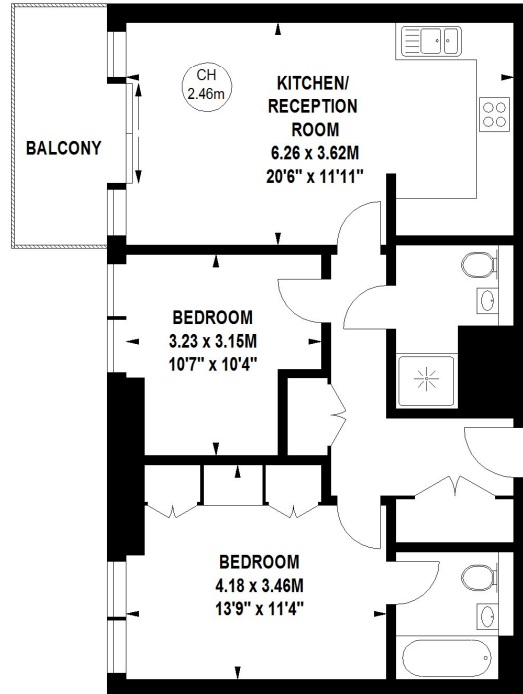 CH
2.46m
KITCHEN/
RECEPTION
ROOM
6.26 x 3.62M
20'6" x 11'11"
BALCONY
BEDROOM
3.23 x 3.15M
10'7" x 10'4"
BEDROOM
4.18 x 3.46M
13'9" x 11'4"